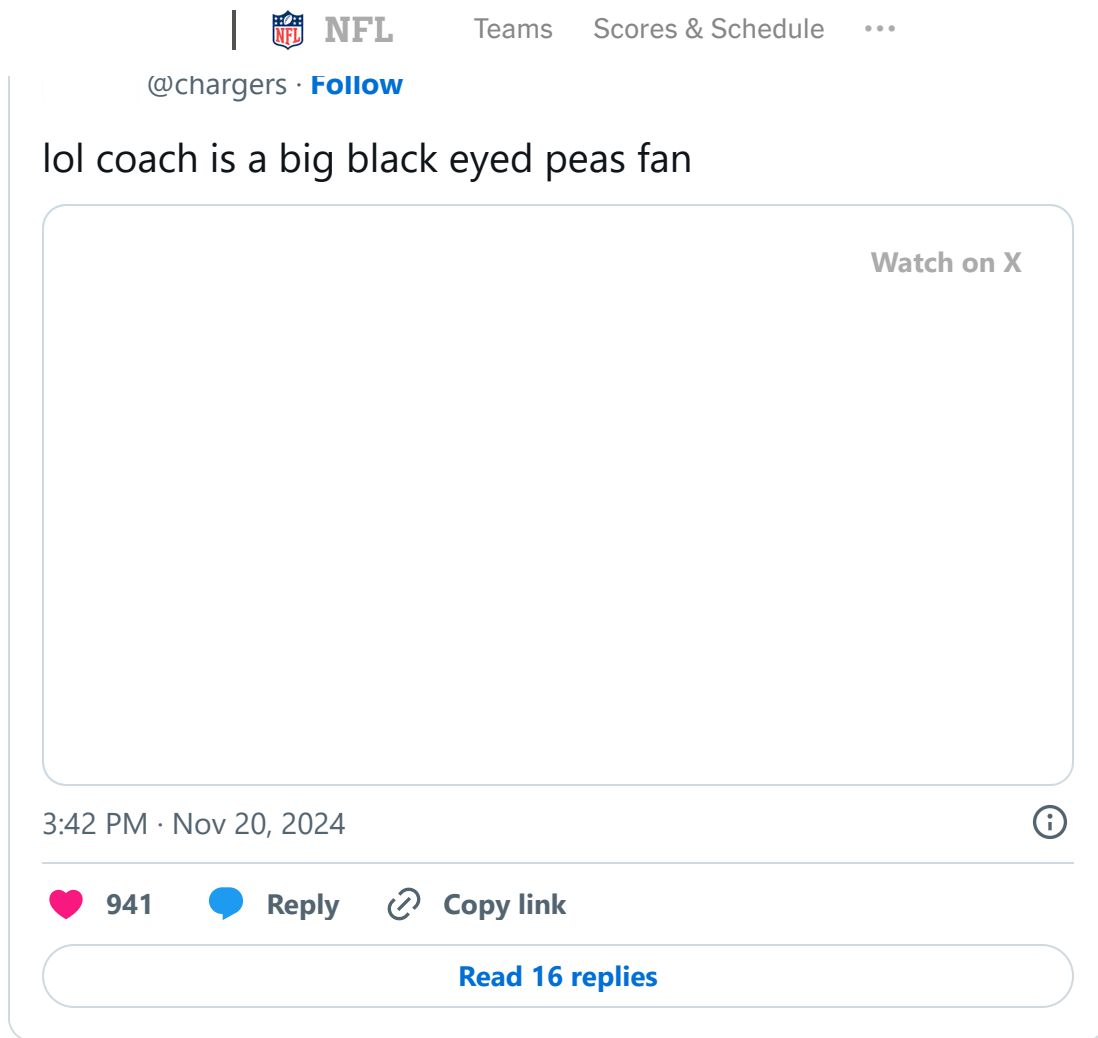 NFL NFL Teams Scores & Schedule
@chargers · Follow
lol coach is a big black eyed peas fan
Watch on X
3:42 PM · Nov 20, 2024
941 Reply Copy link
Read 16 replies